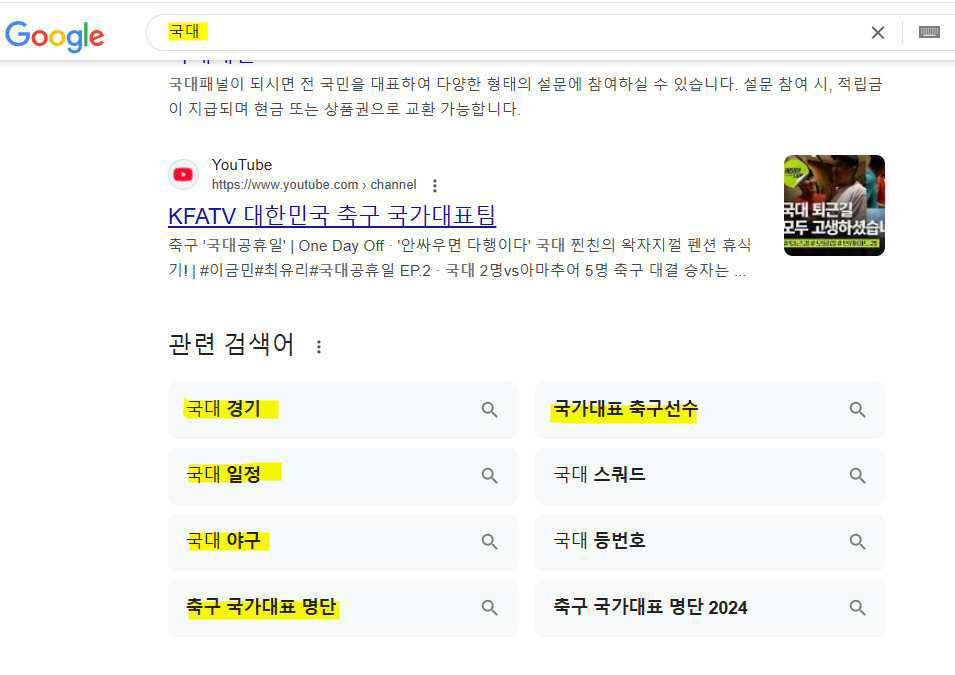 Google
국대
국대패널이 되시면 전 국민을 대표하여 다양한 형태의 설문에 참여하실 수 있습니다. 설문 참여 시, 적립금
이 지급되며 현금 또는 상품권으로 교환 가능합니다.
YouTube
https://www.youtube.com › channel
KFATV 대한민국 축구 국가대표팀
축구 '국대공휴일' | One Day Off · '안싸우면 다행이다' 국대 찐친의 왁자지껄 펜션 휴식
기! | #이금민#최유리#국대공휴일 EP.2 · 국대 2명vs아마추어 5명 축구 대결 승자는 ...
국대 퇴근길
모두 고생하셨습니
관련 검색어
국대 경기
국가대표 축구선수
국대 일정
국대 스쿼드
국대 야구
국대 등번호
축구 국가대표 명단
축구 국가대표 명단 2024